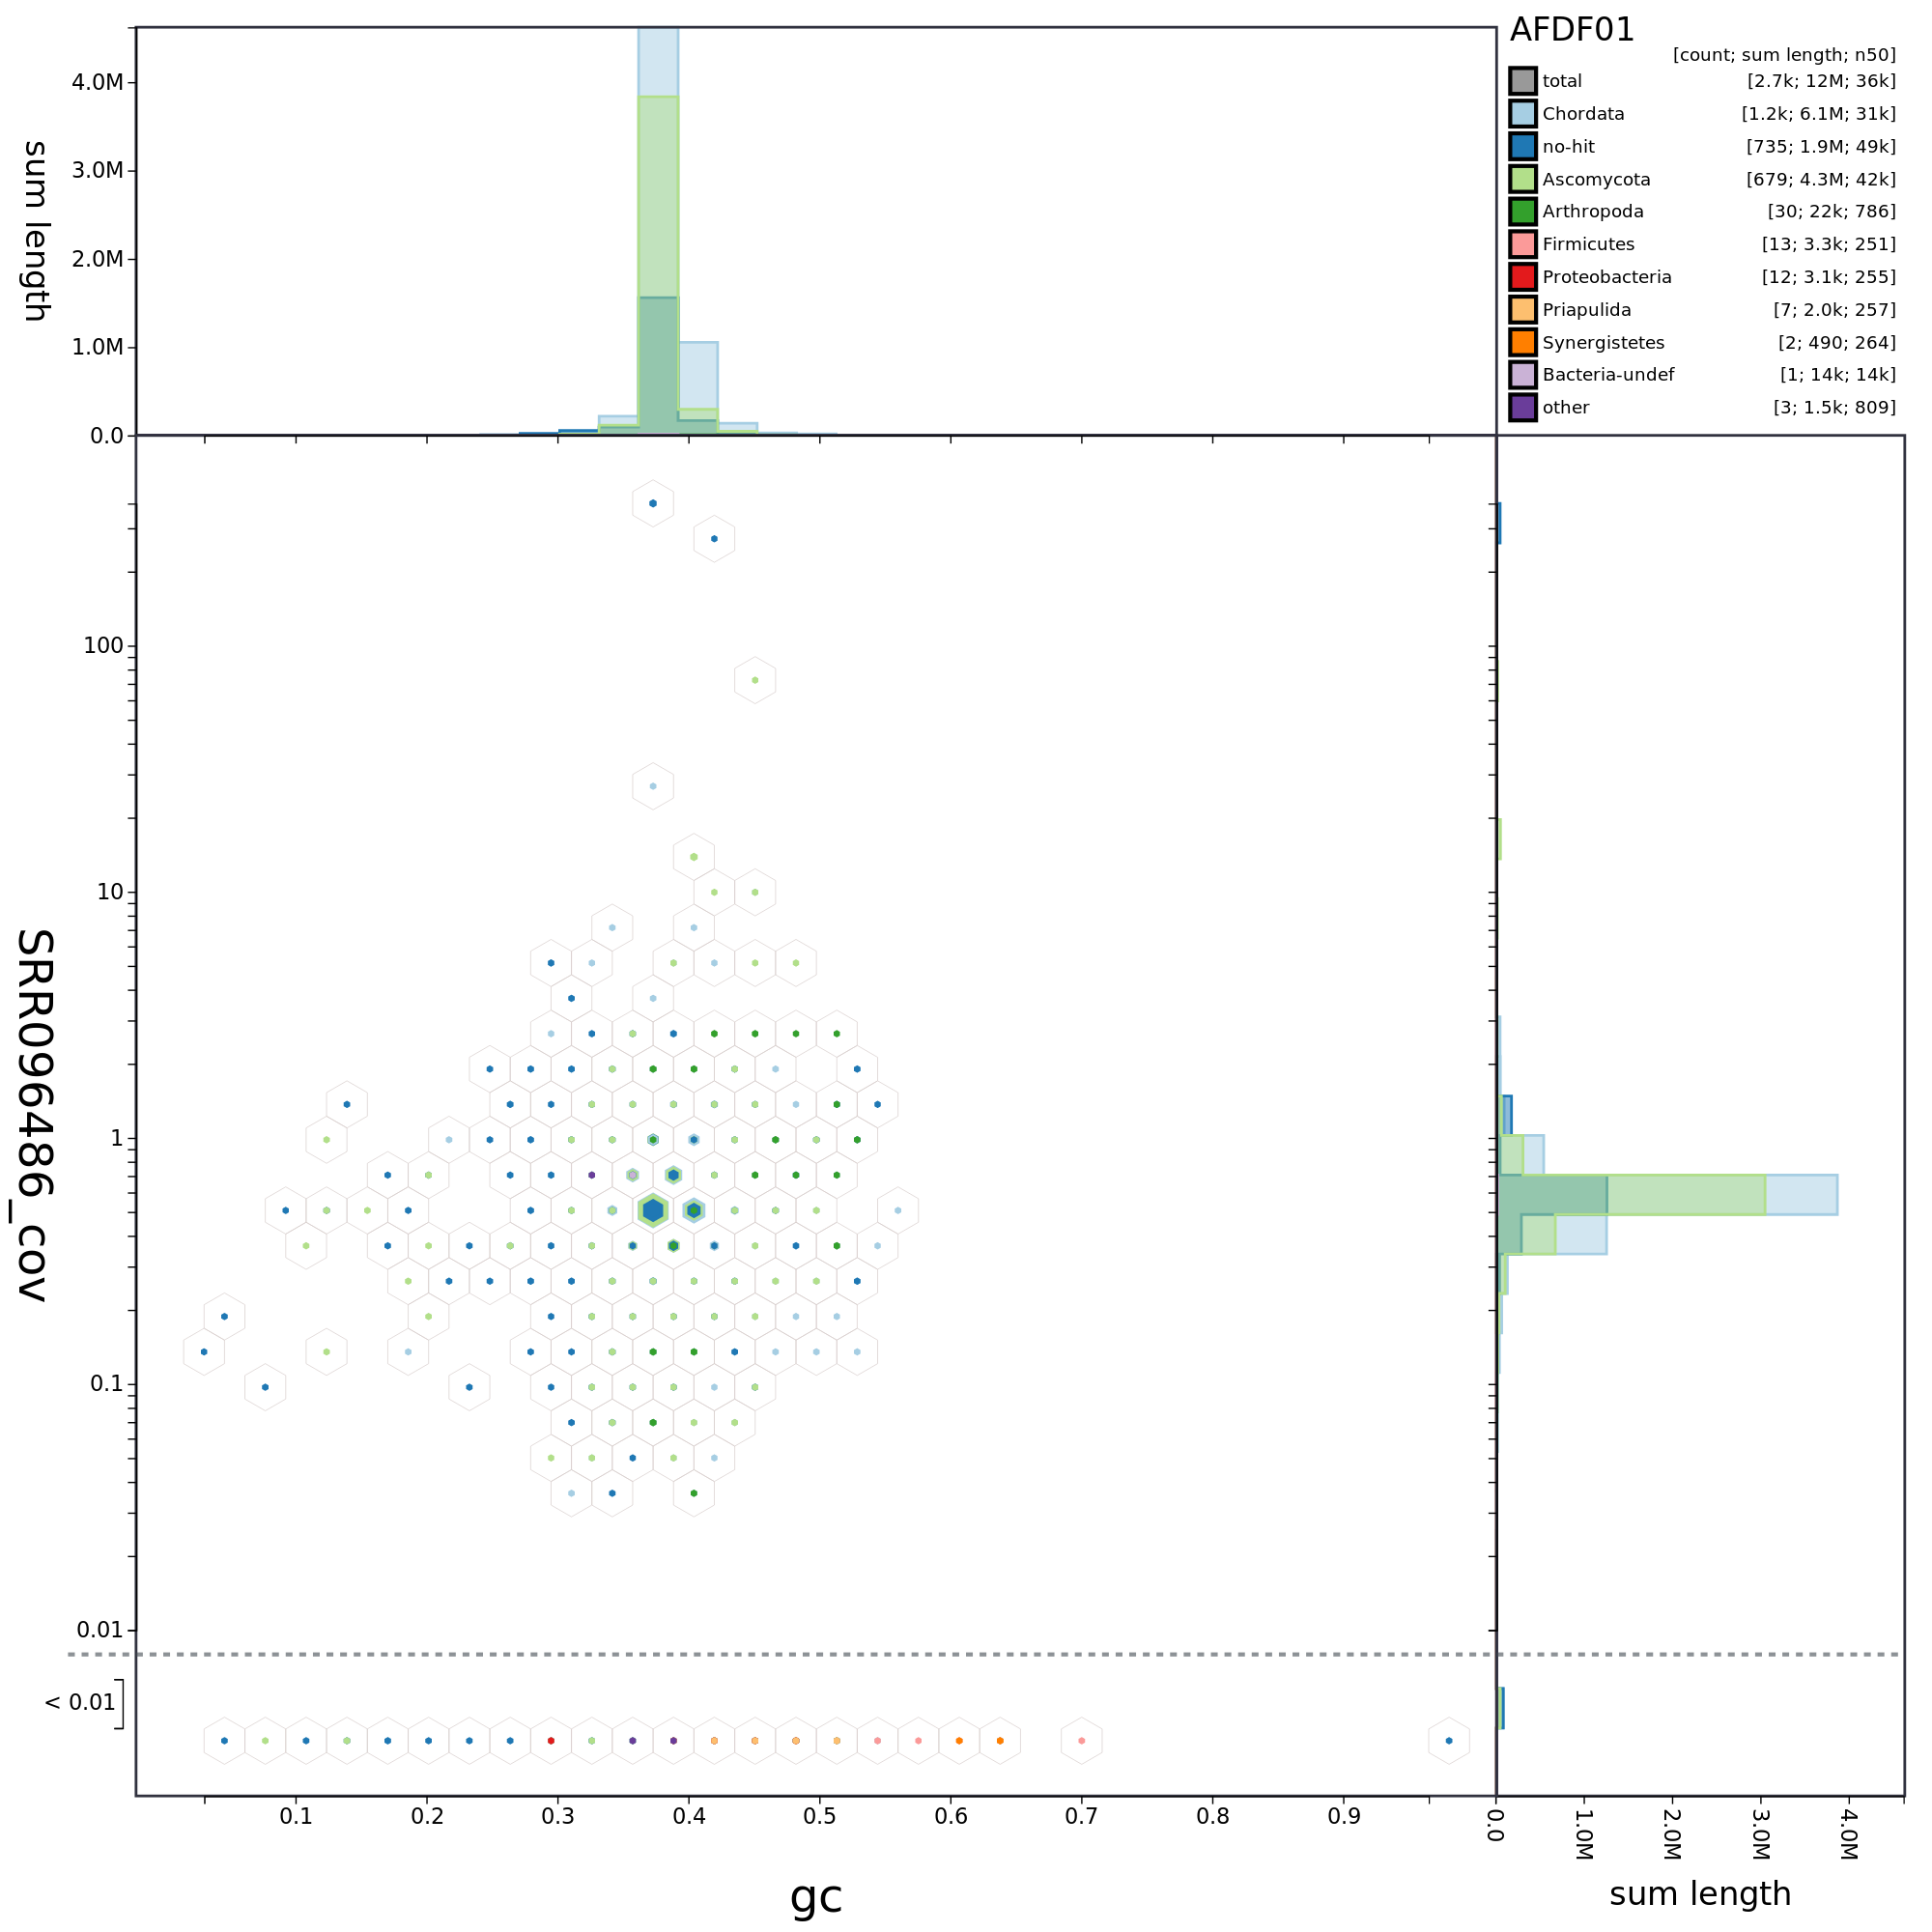 AFDF01
[count; sum length; n50]
total [2.7k; 12M; 36k]
Chordata [1.2k; 6.1M; 31k]
no-hit [735; 1.9M; 49k]
Ascomycota [679; 4.3M; 42k]
Arthropoda [30; 22k; 786]
Firmicutes [13; 3.3k; 251]
Proteobacteria [12; 3.1k; 255]
Priapulida [7; 2.0k; 257]
Synergistetes [2; 490; 264]
Bacteria-undef [1; 14k; 14k]
other [3; 1.5k; 809]
sum length
4.0M
3.0M
2.0M
1.0M
0.0
SRR096486_cov
100
10
1
0.1
0.01
< 0.01
0.1 0.2 0.3 0.4 0.5 0.6 0.7 0.8 0.9
gc
0.0 1.0M 2.0M 3.0M 4.0M
sum length